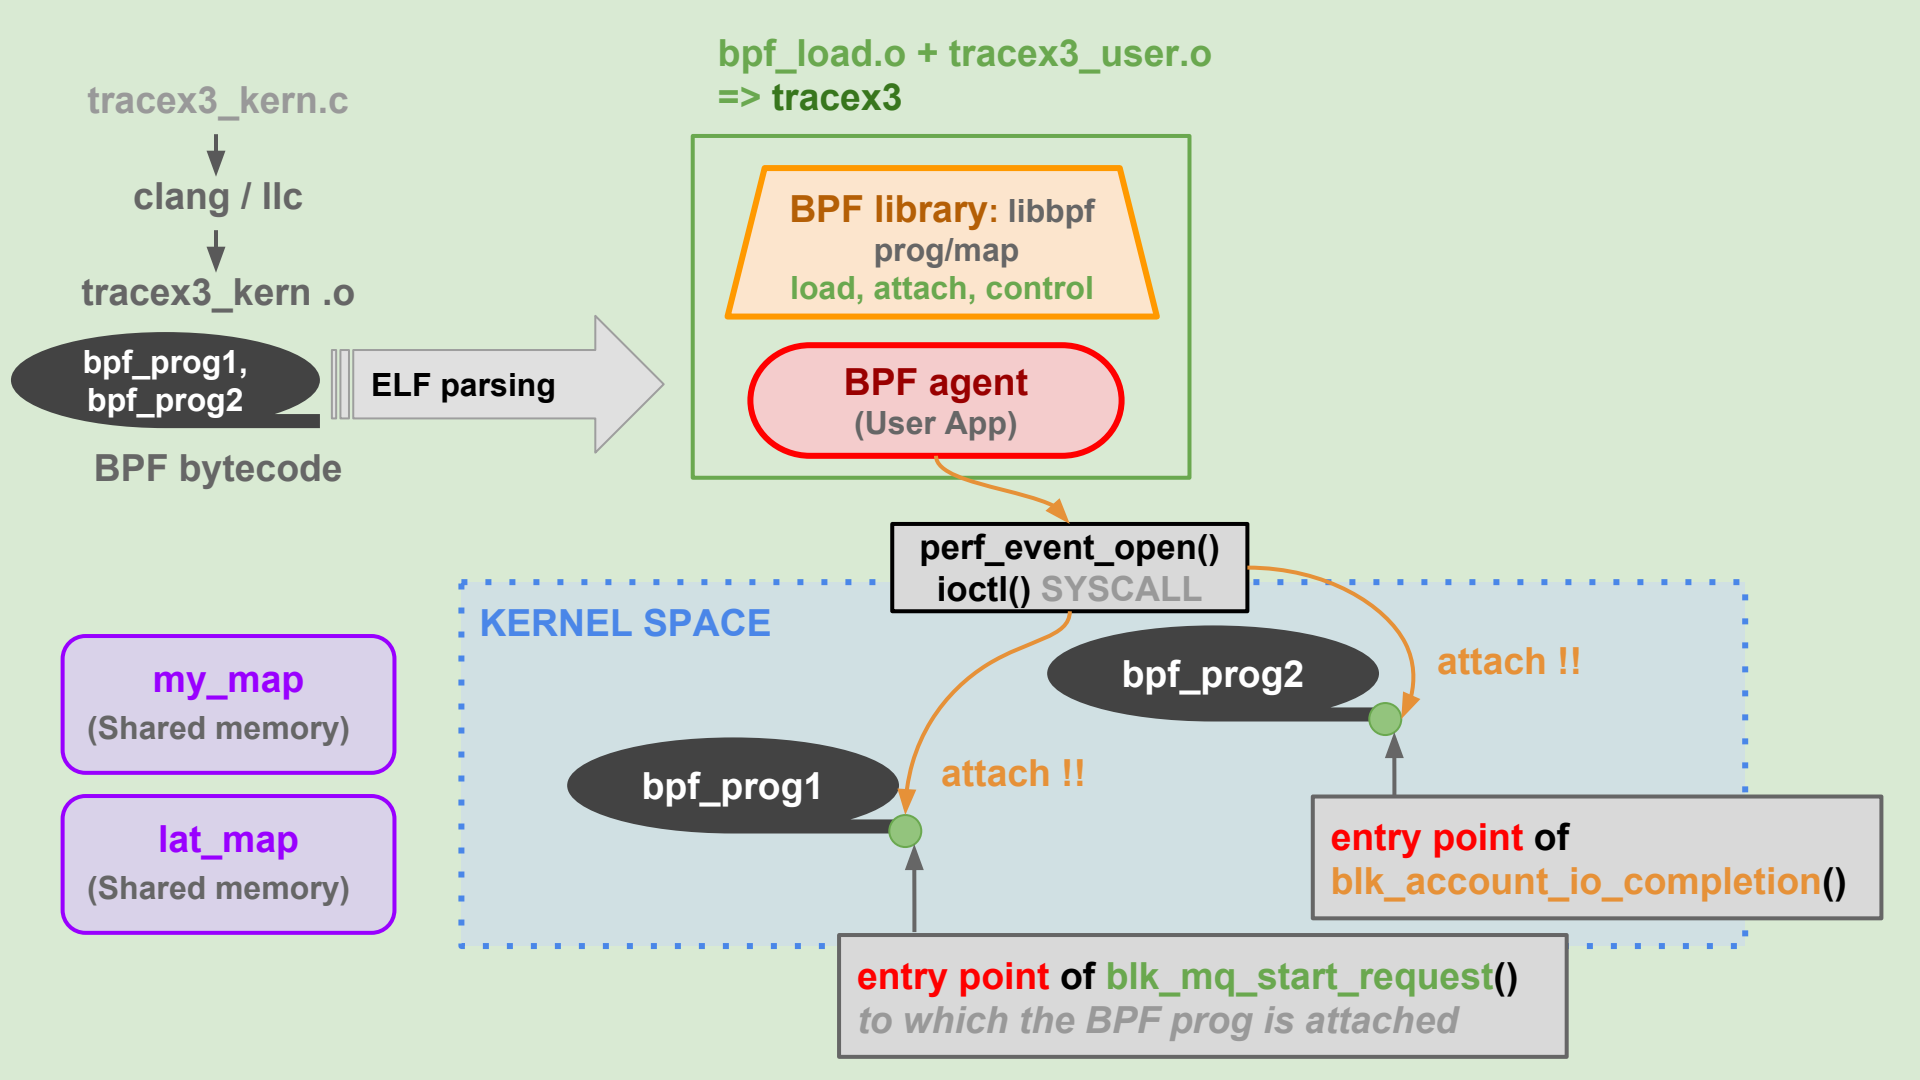 bpf_load.o + tracex3_user.o
=> tracex3
tracex3_kern.c
clang / llc
tracex3_kern .o
bpf_prog1,
bpf_prog2
BPF bytecode
ELF parsing
BPF library: libbpf
prog/map
load, attach, control
BPF agent
(User App)
perf_event_open()
ioctl() SYSCALL
KERNEL SPACE
my_map
(Shared memory)
lat_map
(Shared memory)
bpf_prog2
attach !!
bpf_prog1
attach !!
entry point of
blk_account_io_completion()
entry point of blk_mq_start_request()
to which the BPF prog is attached